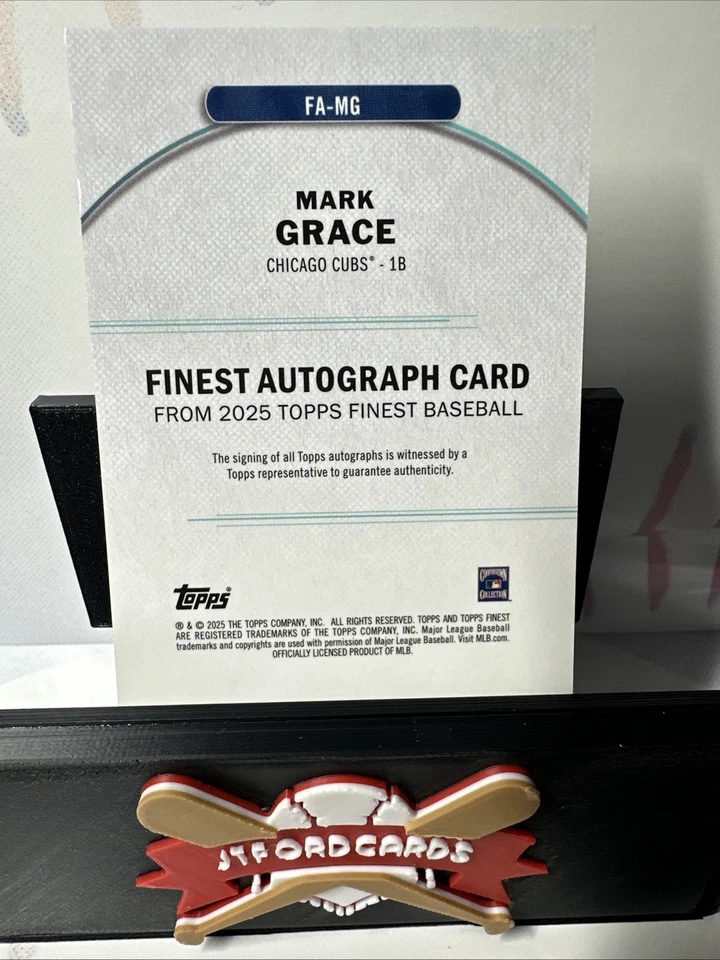 FA-MG
MARK
GRACE
CHICAGO CUBS® - 1B
FINEST AUTOGRAPH CARD
FROM 2025 TOPPS FINEST BASEBALL
The signing of all Topps autographs is witnessed by a
Topps representative to guarantee authenticity.
topps®
COOPERSTOWN
COLLECTION
® & © 2025 THE TOPPS COMPANY, INC. ALL RIGHTS RESERVED. TOPPS AND TOPPS FINEST
ARE REGISTERED TRADEMARKS OF THE TOPPS COMPANY, INC. Major League Baseball
trademarks and copyrights are used with permission of Major League Baseball. Visit MLB.com.
OFFICIALLY LICENSED PRODUCT OF MLB.
JTFORDCARDS